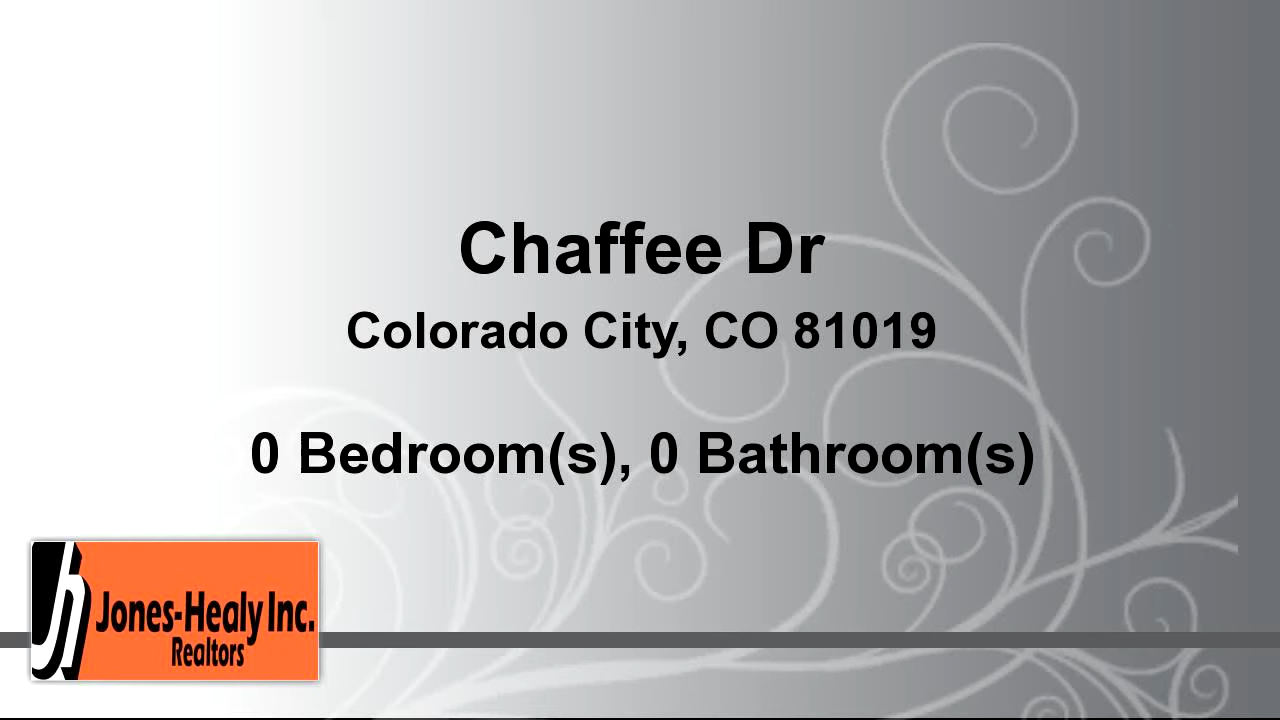 Chaffee Dr
Colorado City, CO 81019
0 Bedroom(s), 0 Bathroom(s)
Jones-Healy Inc.
Realtors